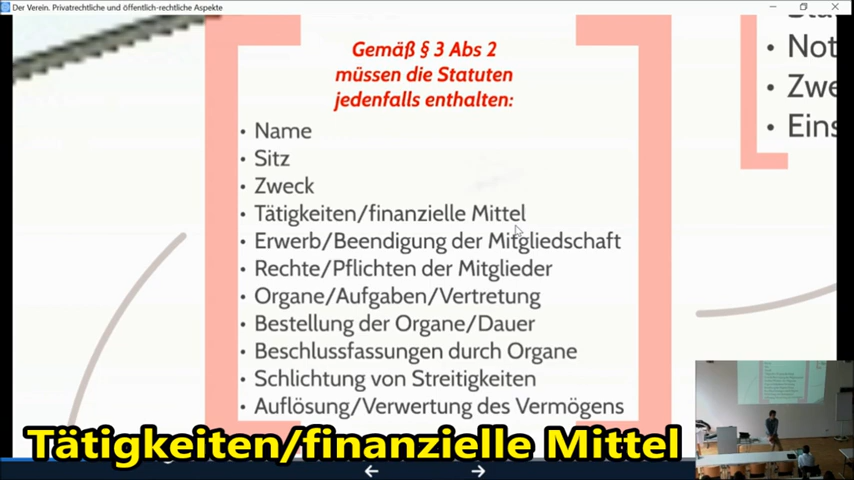 Der Verein. Privatrechtliche und öffentlich-rechtliche Aspekte
Gemäß § 3 Abs 2
müssen die Statuten
jedenfalls enthalten:
• Name
• Sitz
• Zweck
• Tätigkeiten/finanzielle Mittel
• Erwerb/Beendigung der Mitgliedschaft
• Rechte/Pflichten der Mitglieder
• Organe/Aufgaben/Vertretung
• Bestellung der Organe/Dauer
• Beschlussfassungen durch Organe
• Schlichtung von Streitigkeiten
• Auflösung/Verwertung des Vermögens
• Not
• Zwe
• Eins
Tätigkeiten/finanzielle Mittel